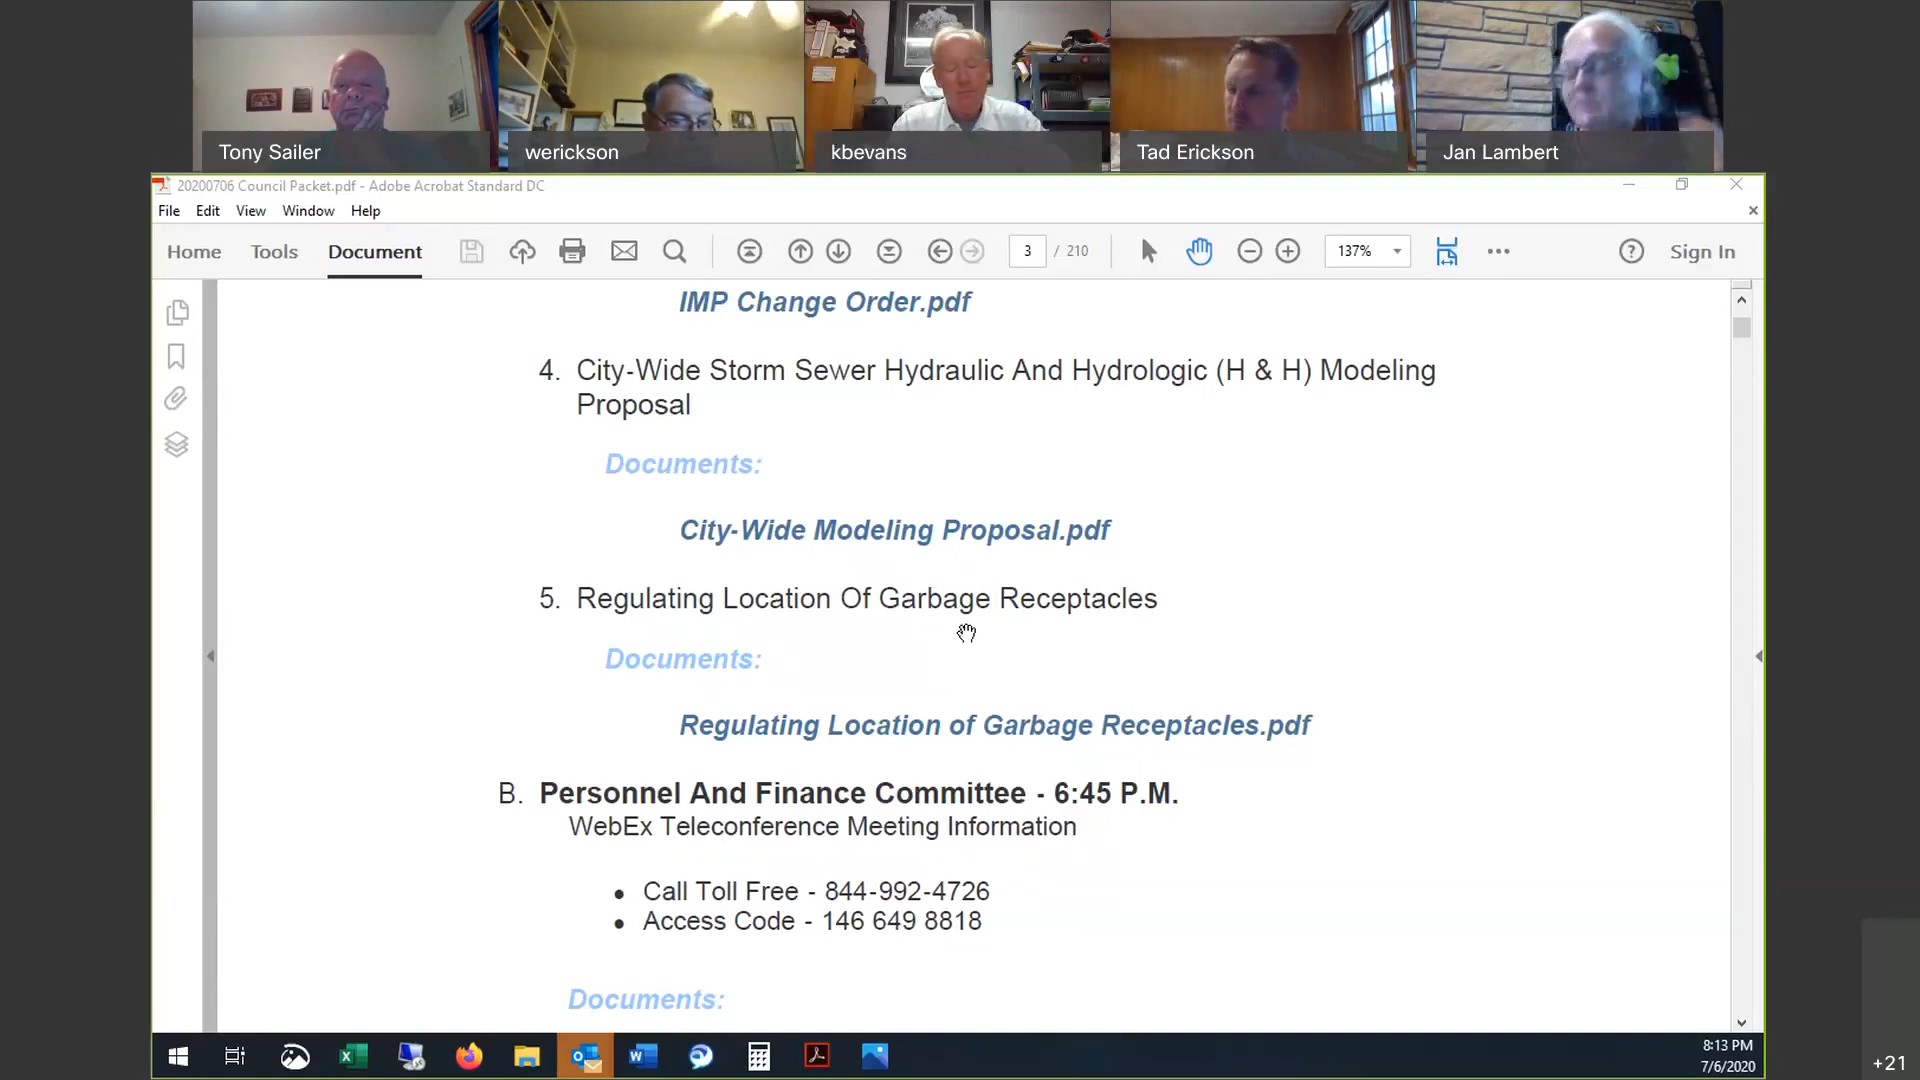 Tony Sailer
werickson
kbevans
Tad Erickson
Jan Lambert
20200706 Council Packet.pdf - Adobe Acrobat Standard DC
File Edit View Window Help
Home Tools Document 3 / 210 137% Sign In
IMP Change Order.pdf
4. City-Wide Storm Sewer Hydraulic And Hydrologic (H & H) Modeling
Proposal
Documents:
City-Wide Modeling Proposal.pdf
5. Regulating Location Of Garbage Receptacles
Documents:
Regulating Location of Garbage Receptacles.pdf
B. Personnel And Finance Committee - 6:45 P.M.
WebEx Teleconference Meeting Information
• Call Toll Free - 844-992-4726
• Access Code - 146 649 8818
Documents:
8:13 PM
7/6/2020
+21